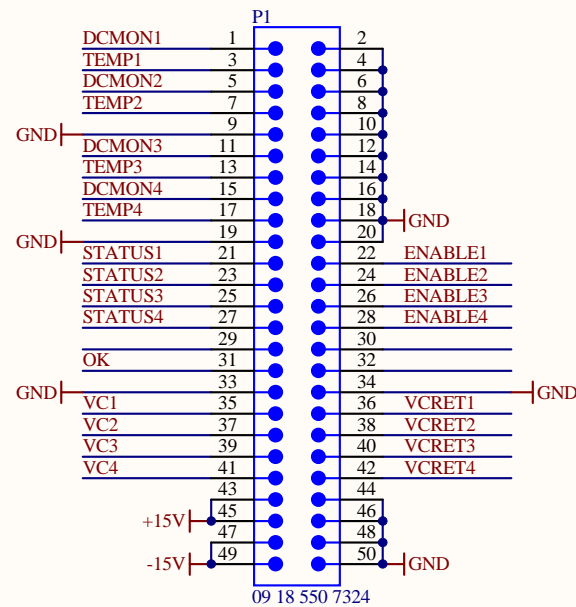 P1
DCMON1 1 2
TEMP1 3 4
DCMON2 5 6
TEMP2 7 8
GND 9 10
DCMON3 11 12
TEMP3 13 14
DCMON4 15 16
TEMP4 17 18 GND
GND 19 20
STATUS1 21 22 ENABLE1
STATUS2 23 24 ENABLE2
STATUS3 25 26 ENABLE3
STATUS4 27 28 ENABLE4
29 30
OK 31 32
GND 33 34 GND
VC1 35 36 VCRET1
VC2 37 38 VCRET2
VC3 39 40 VCRET3
VC4 41 42 VCRET4
43 44
+15V 45 46
47 48
-15V 49 50 GND
09 18 550 7324